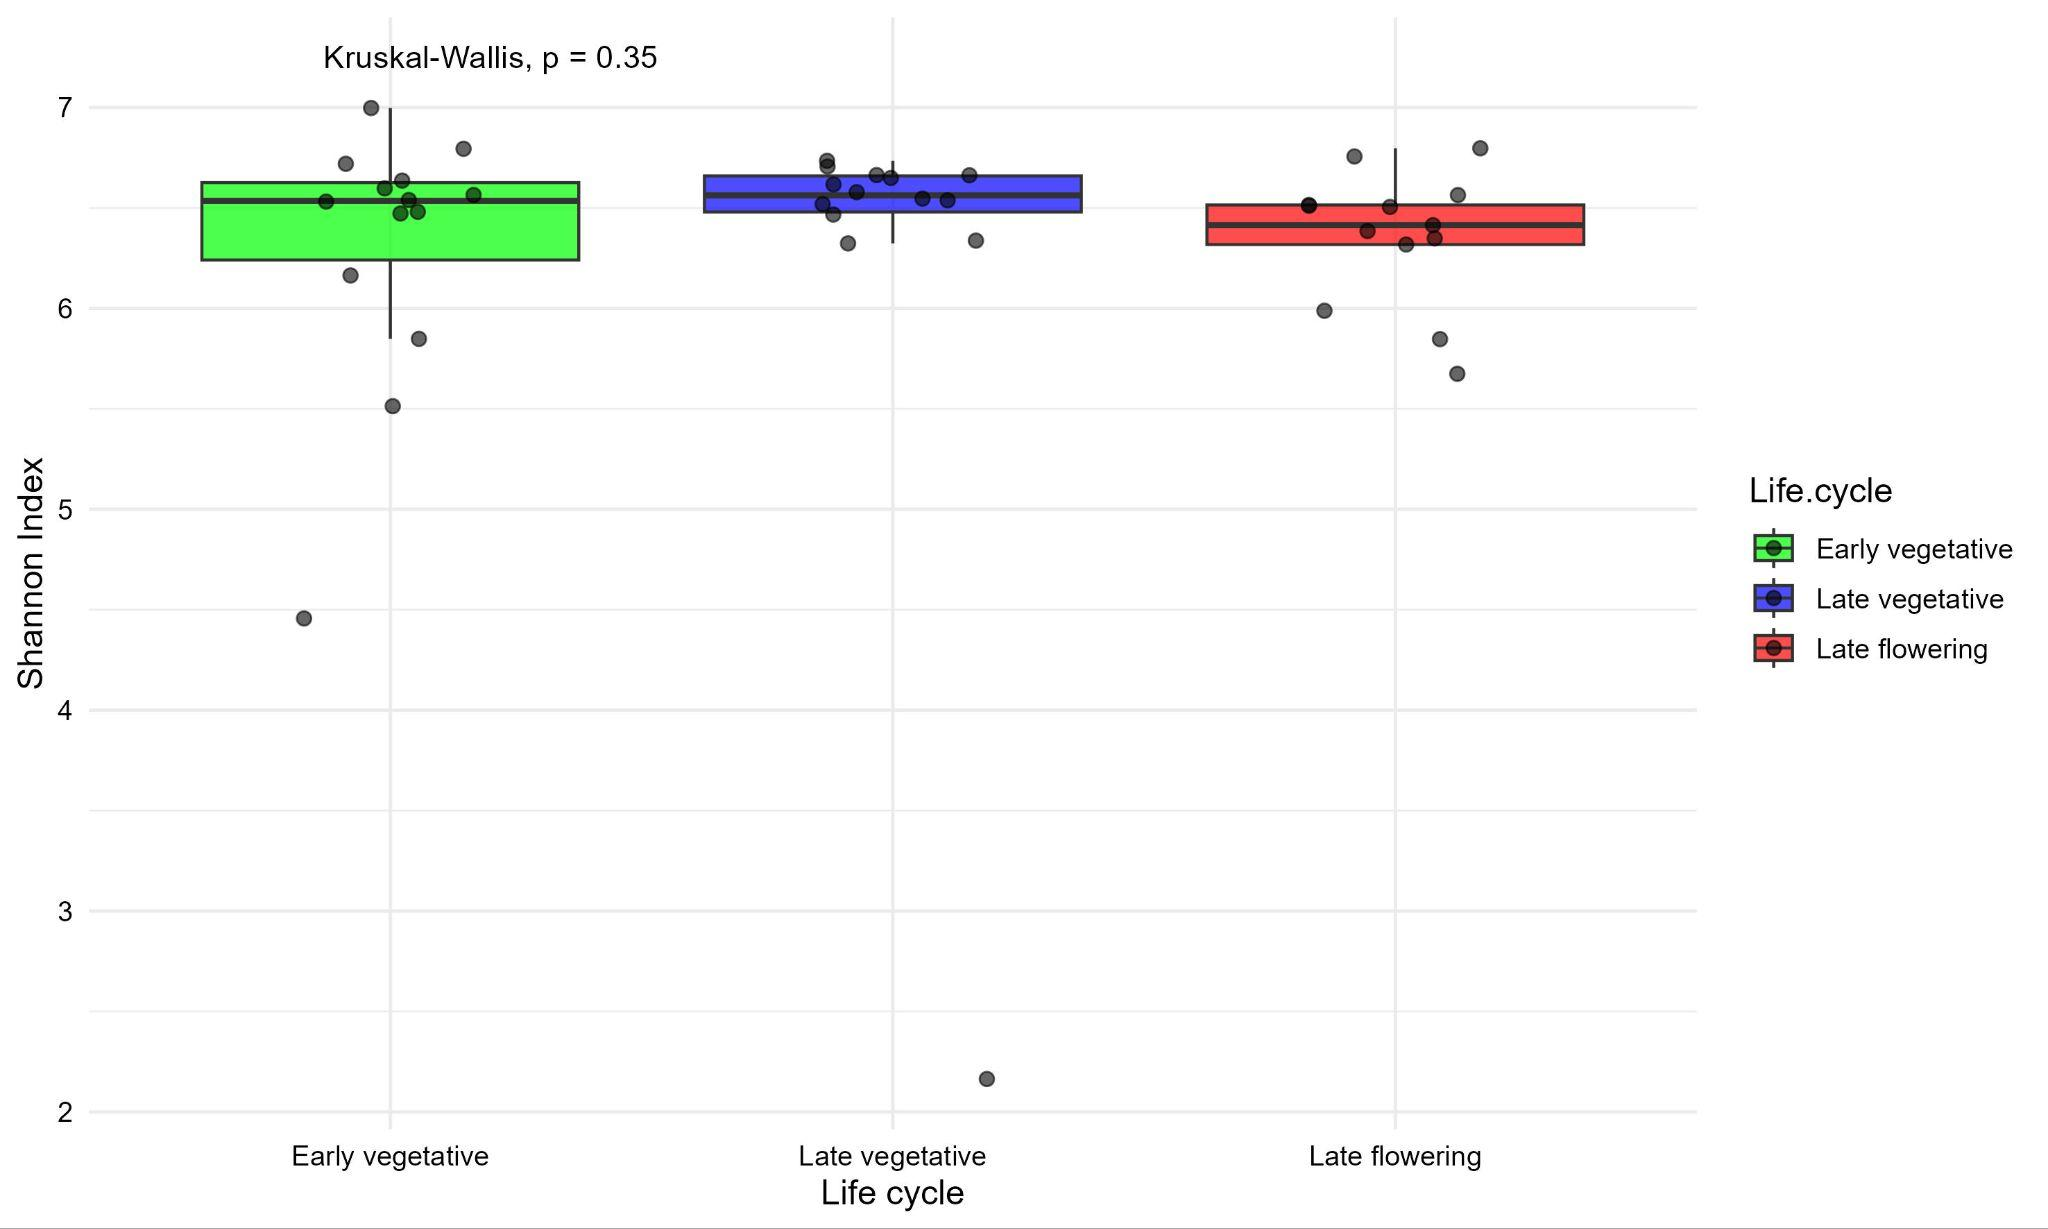 Kruskal-Wallis, p = 0.35
7
6
5
4
3
2
Shannon Index
Early vegetative
Late vegetative
Late flowering
Life cycle
Life.cycle
Early vegetative
Late vegetative
Late flowering